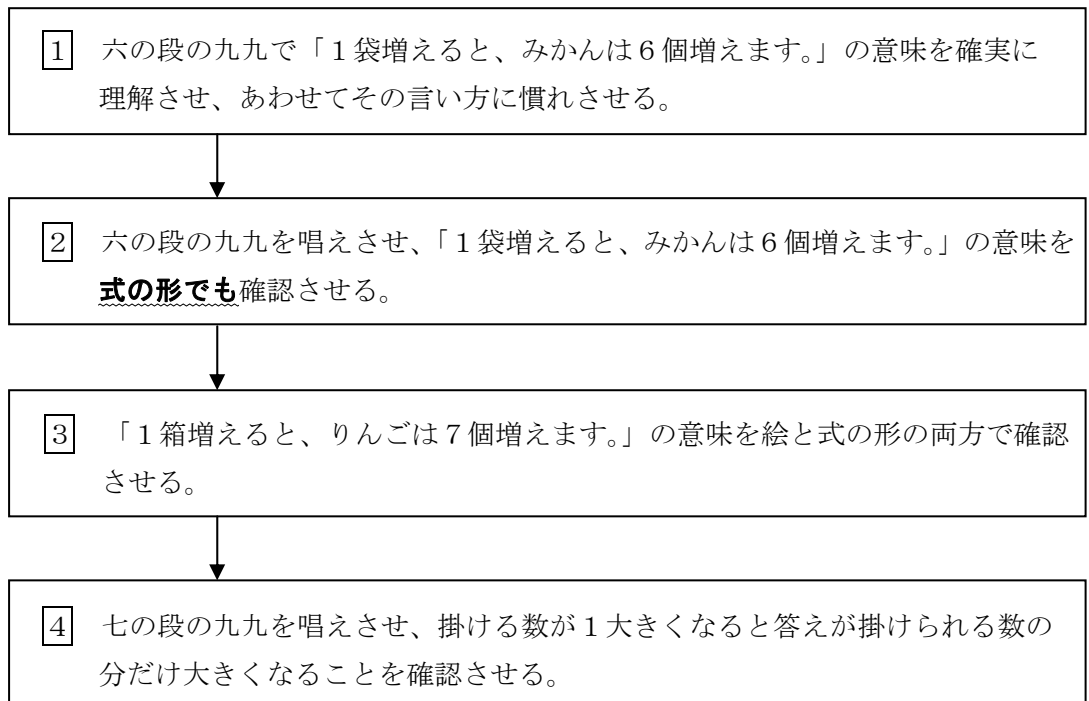 1 六の段の九九で「１袋増えると、みかんは６個増えます。」の意味を確実に
理解させ、あわせてその言い方に慣れさせる。
2 六の段の九九を唱えさせ、「１袋増えると、みかんは６個増えます。」の意味を
式の形でも確認させる。
3 「１箱増えると、りんごは７個増えます。」の意味を絵と式の形の両方で確認
させる。
4 七の段の九九を唱えさせ、掛ける数が１大きくなると答えが掛けられる数の
分だけ大きくなることを確認させる。